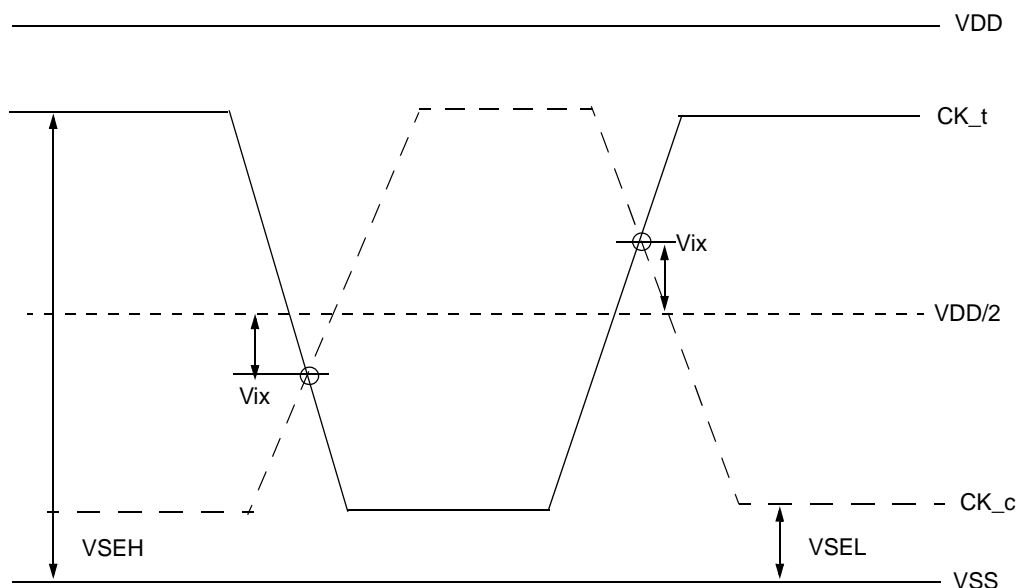 VDD
CK_t
Vix
VDD/2
Vix
CK_c
VSEH
VSEL
VSS